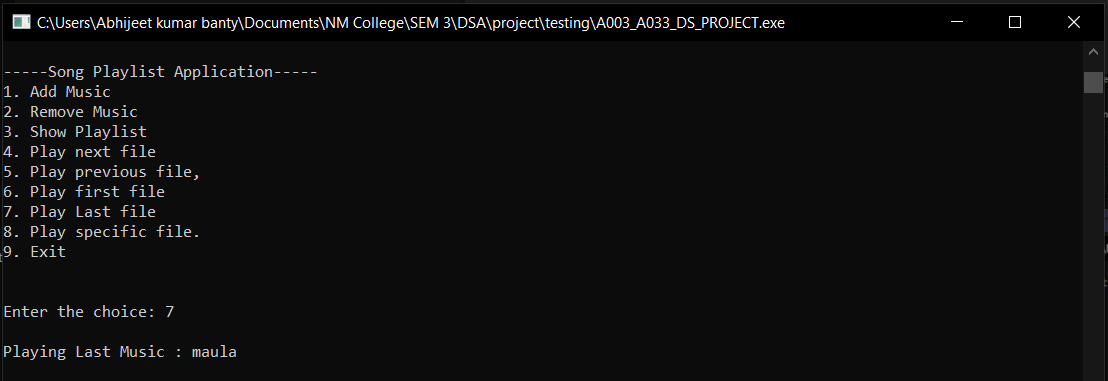 C:\Users\Abhijeet kumar banty\Documents\NM College\SEM 3\DSA\project\testing\A003_A033_DS_PROJECT.exe
-----Song Playlist Application-----
1. Add Music
2. Remove Music
3. Show Playlist
4. Play next file
5. Play previous file,
6. Play first file
7. Play Last file
8. Play specific file.
9. Exit
Enter the choice: 7
Playing Last Music : maula